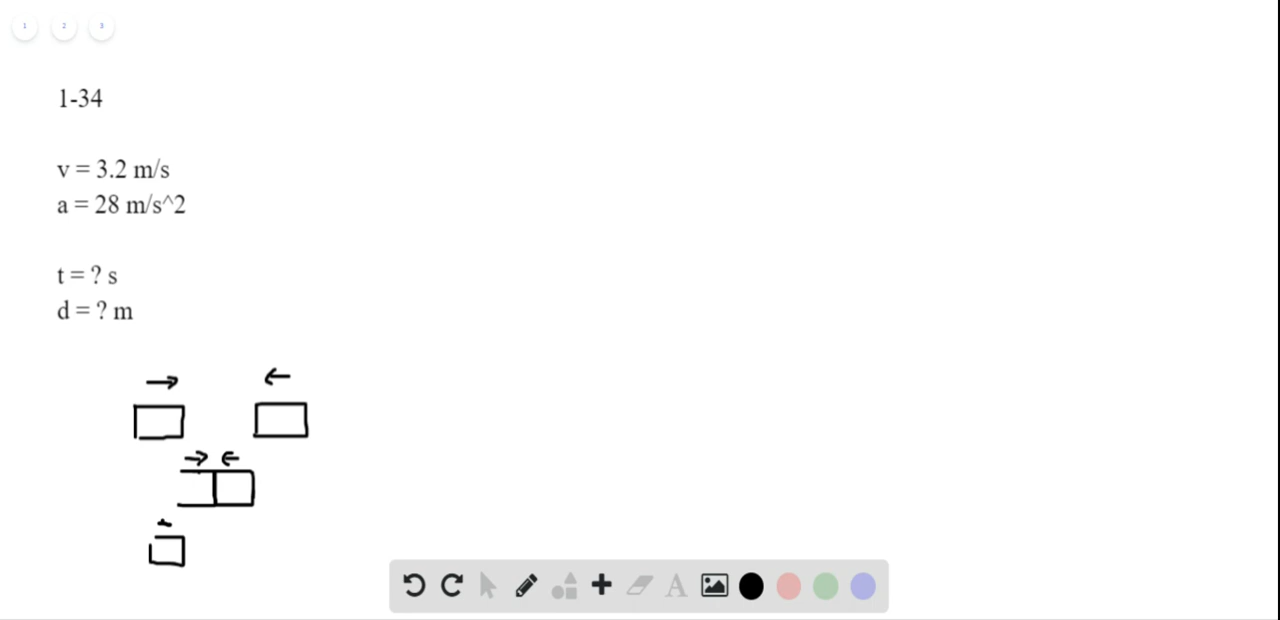 1 2 3
1-34
v = 3.2 m/s
a = 28 m/s^2
t = ? s
d = ? m
A